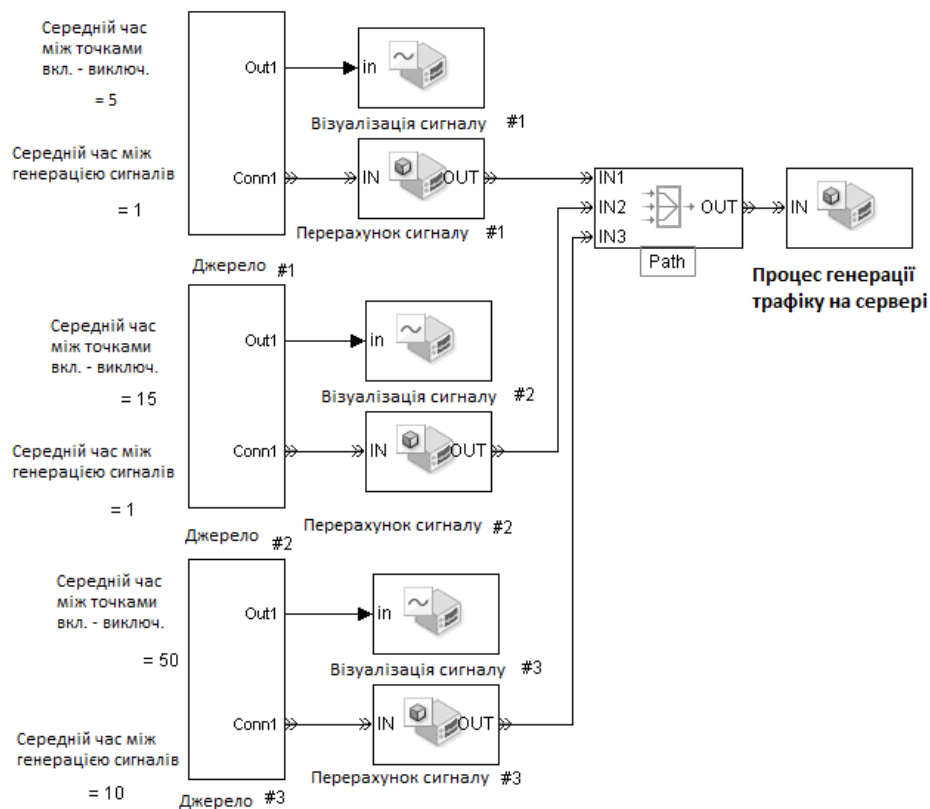 Середній час
між точками
вкл. - виключ.
= 5
Out1
in
Візуалізація сигналу #1
Середній час між
генерацією сигналів
= 1
Conn1
IN OUT
Перерахунок сигналу #1
Джерело #1
IN1
IN2 OUT
IN3
Path
IN
Процес генерації
трафіку на сервері
Середній час
між точками
вкл. - виключ.
= 15
Out1
in
Візуалізація сигналу #2
Середній час між
генерацією сигналів
= 1
Conn1
IN OUT
Перерахунок сигналу #2
Джерело #2
Середній час
між точками
вкл. - виключ.
= 50
Out1
in
Візуалізація сигналу #3
Середній час між
генерацією сигналів
= 10
Conn1
IN OUT
Перерахунок сигналу #3
Джерело #3